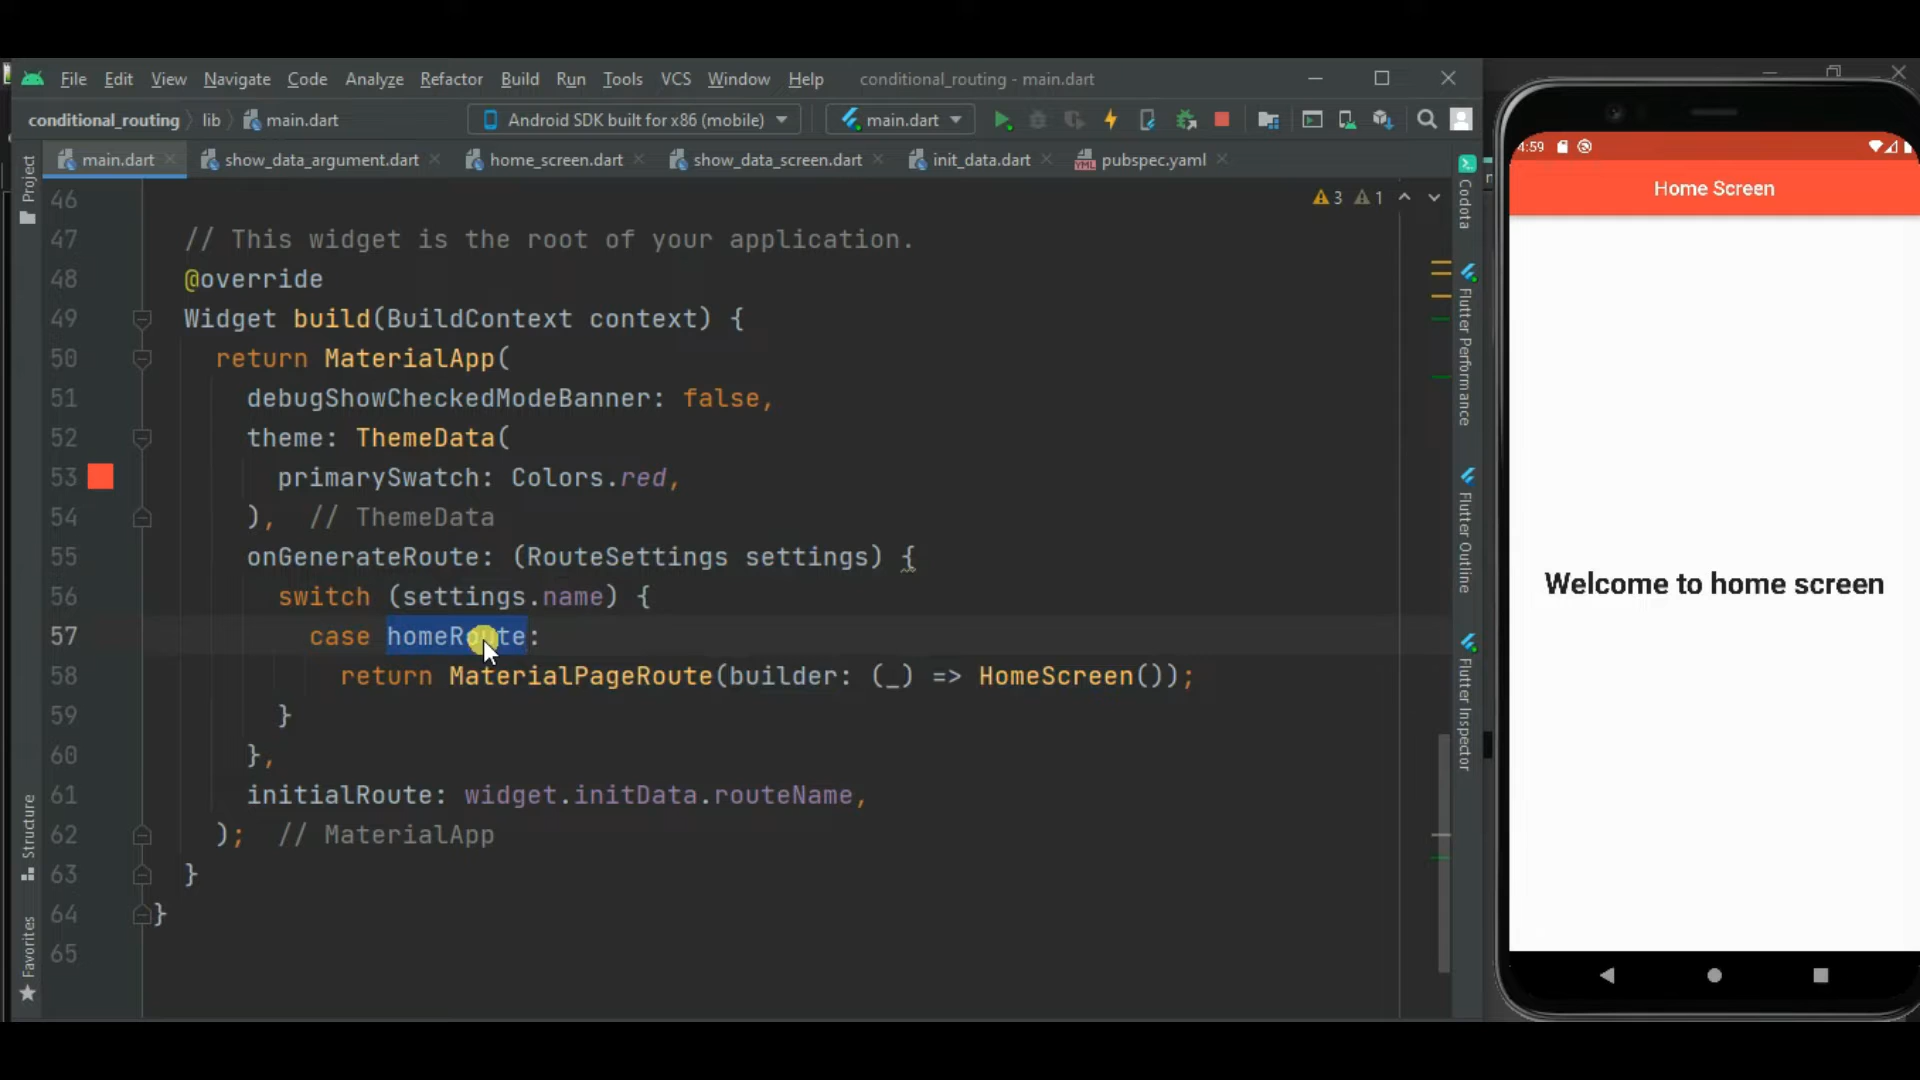 File Edit View Navigate Code Analyze Refactor Build Run Tools VCS Window Help conditional_routing - main.dart
conditional_routing lib main.dart Android SDK built for x86 (mobile) main.dart
main.dart show_data_argument.dart home_screen.dart show_data_screen.dart init_data.dart pubspec.yaml
3 1
46
47 // This widget is the root of your application.
48 @override
49 Widget build(BuildContext context) {
50 return MaterialApp(
51 debugShowCheckedModeBanner: false,
52 theme: ThemeData(
53 primarySwatch: Colors.red,
54 ), // ThemeData
55 onGenerateRoute: (RouteSettings settings) {
56 switch (settings.name) {
57 case homeRoute:
58 return MaterialPageRoute(builder: (_) => HomeScreen());
59 }
60 },
61 initialRoute: widget.initData.routeName,
62 ); // MaterialApp
63 }
64 }
65
Project
Structure
Favorites
Codota
Flutter Performance
Flutter Outline
Flutter Inspector
4:59
Home Screen
Welcome to home screen